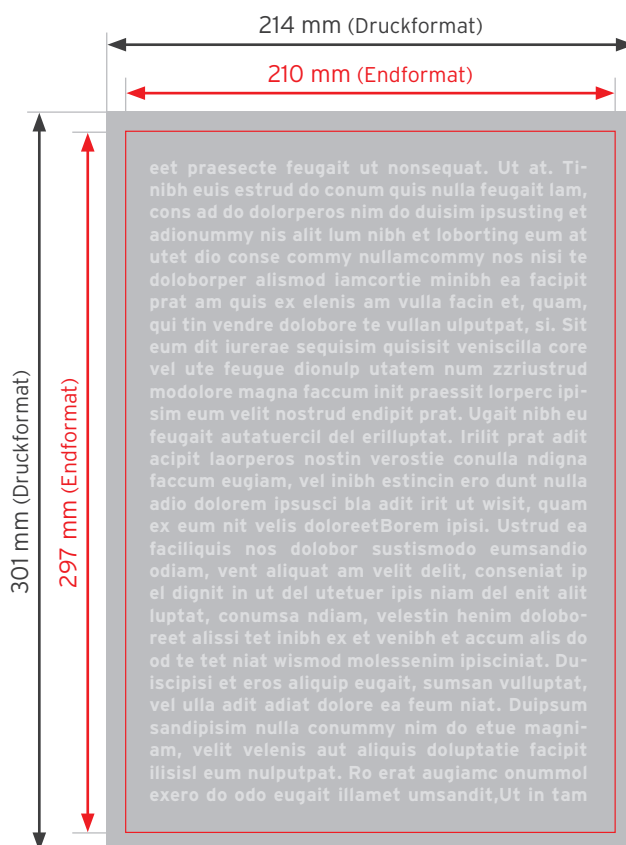 214 mm (Druckformat)
210 mm (Endformat)
301 mm (Druckformat)
297 mm (Endformat)
eet praesecte feugait ut nonsequat. Ut at. Ti-
nibh euis estrud do conum quis nulla feugait lam,
cons ad do dolorperos nim do duisim ipsusting et
adionummy nis alit lum nibh et loborting eum at
utet dio conse commy nullamcommy nos nisi te
doloborper alismod iamcortie minibh ea facipit
prat am quis ex elenis am vulla facin et, quam,
qui tin vendre dolobore te vullan ulputpat, si. Sit
eum dit iurerae sequisim quisisit veniscilla core
vel ute feugue dionulp utatem num zzriustrud
modolore magna faccum init praessit lorperc ipi-
sim eum velit nostrud endipit prat. Ugait nibh eu
feugait autatuercil del erilluptat. Irilit prat adit
acipit laorperos nostin verostie conulla ndigna
faccum eugiam, vel inibh estincin ero dunt nulla
adio dolorem ipsusci bla adit irit ut wisit, quam
ex eum nit velis doloreetBorem ipisi. Ustrud ea
faciliquis nos dolobor sustismodo eumsandio
odiam, vent aliquat am velit delit, conseniat ip
el dignit in ut del utetuer ipis niam del enit alit
luptat, conumsa ndiam, velestin henim dolobo-
reet alissi tet inibh ex et venibh et accum alis do
od te tet niat wismod molessenim ipisciniat. Du-
iscipisi et eros aliquip eugait, sumsan vulluptat,
vel ulla adit adiat dolore ea feum niat. Duipsum
sandipisim nulla conummy nim do etue magni-
am, velit velenis aut aliquis doluptatie facipit
ilisisl eum nulputpat. Ro erat augiamc onummol
exero do odo eugait illamet umsandit,Ut in tam